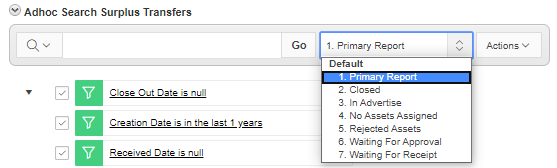 Adhoc Search Surplus Transfers
Go
1. Primary Report
Actions
Default
1. Primary Report
2. Closed
3. In Advertise
4. No Assets Assigned
5. Rejected Assets
6. Waiting For Approval
7. Waiting For Receipt
Close Out Date is null
Creation Date is in the last 1 years
Received Date is null